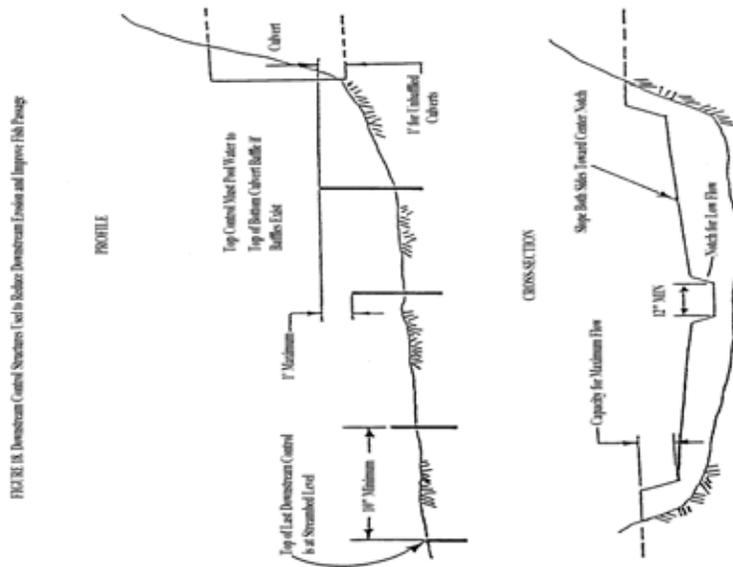 FIGURE 18. Downstream Control Structures Used to Reduce Downstream Erosion and Improve Fish Passage
PROFILE
Culvert
Top Control Must Pool Water to
Top of Bottom Culvert Baffle if
Baffles Exist
1' for Unbaffled
Culverts
1' Maximum
Top of Last Downstream Control
is at Streambed Level
10' Minimum
CROSS-SECTION
Slope Both Sides Toward Center Notch
Notch for Low Flow
12" MIN
Capacity for Maximum Flow